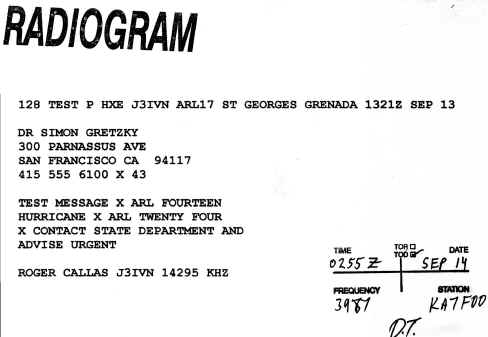 RADIOGRAM
128 TEST P HXE J3IVN ARL17 ST GEORGES GRENADA 1321Z SEP 13
DR SIMON GRETZKY
300 PARNASSUS AVE
SAN FRANCISCO CA 94117
415 555 6100 X 43
TEST MESSAGE X ARL FOURTEEN
HURRICANE X ARL TWENTY FOUR
X CONTACT STATE DEPARTMENT AND
ADVISE URGENT
ROGER CALLAS J3IVN 14295 KHZ
TIME TOR DATE
TOD
0255 Z SEP 14
FREQUENCY STATION
3987 KA7FOD
D.T.